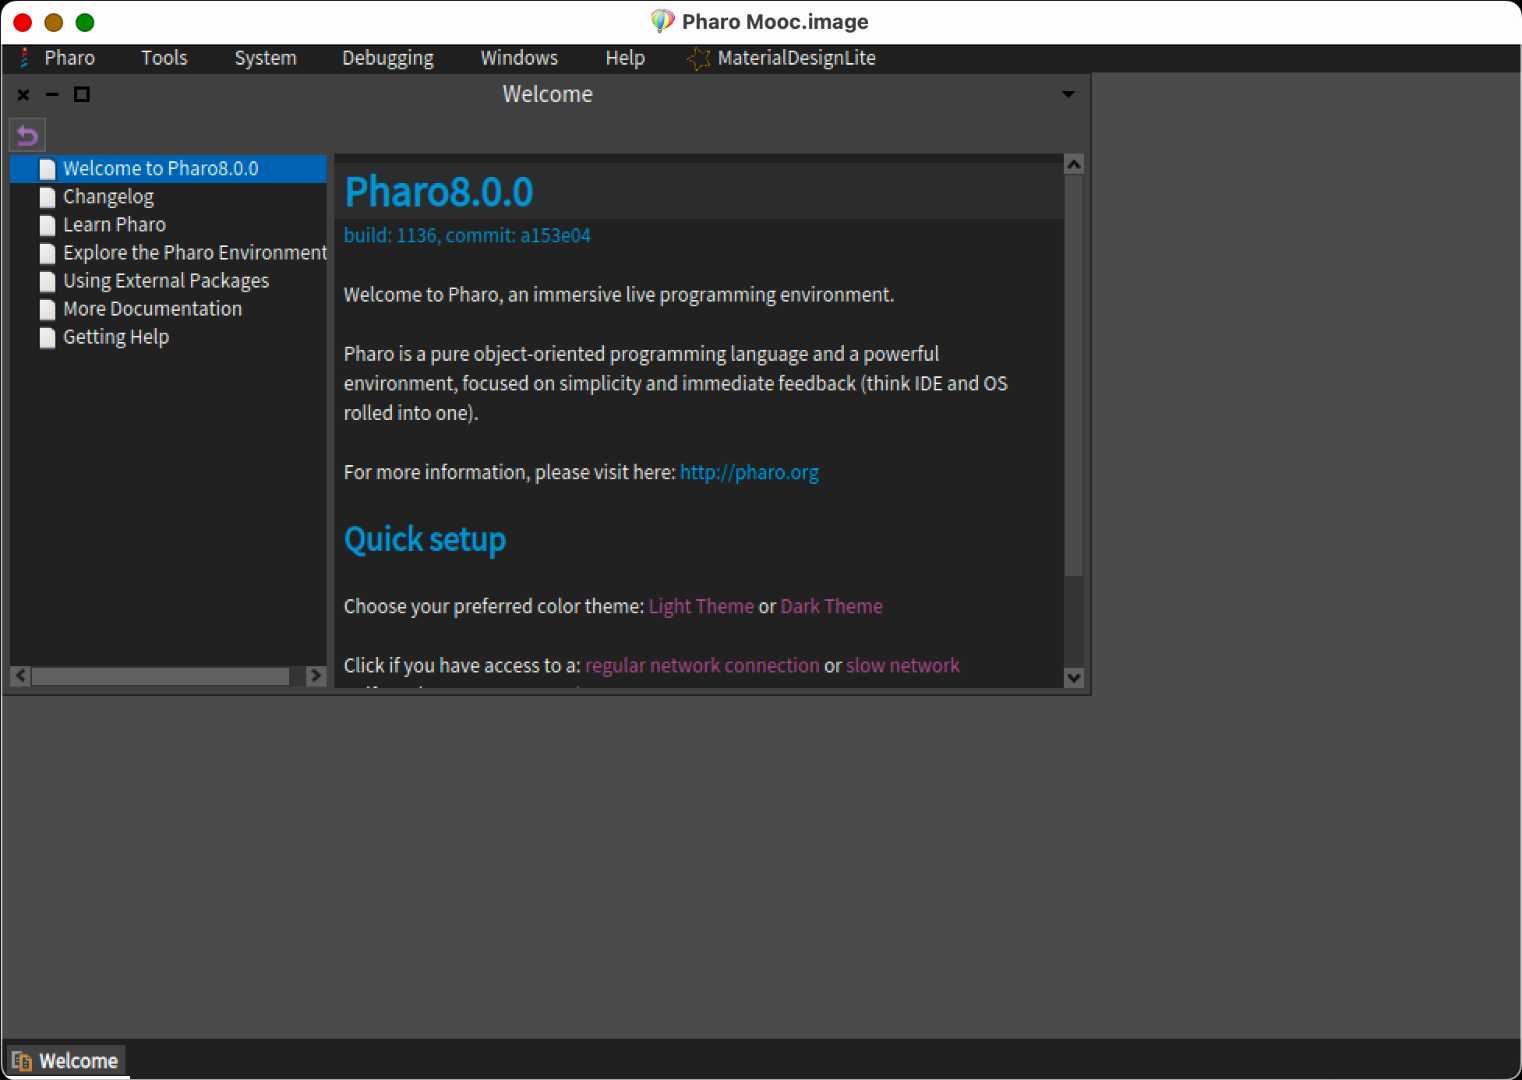 Pharo Mooc.image
Pharo Tools System Debugging Windows Help MaterialDesignLite
Welcome
Welcome to Pharo8.0.0
Changelog
Learn Pharo
Explore the Pharo Environment
Using External Packages
More Documentation
Getting Help
Pharo8.0.0
build: 1136, commit: a153e04
Welcome to Pharo, an immersive live programming environment.
Pharo is a pure object-oriented programming language and a powerful
environment, focused on simplicity and immediate feedback (think IDE and OS
rolled into one).
For more information, please visit here: http://pharo.org
Quick setup
Choose your preferred color theme: Light Theme or Dark Theme
Click if you have access to a: regular network connection or slow network
Welcome